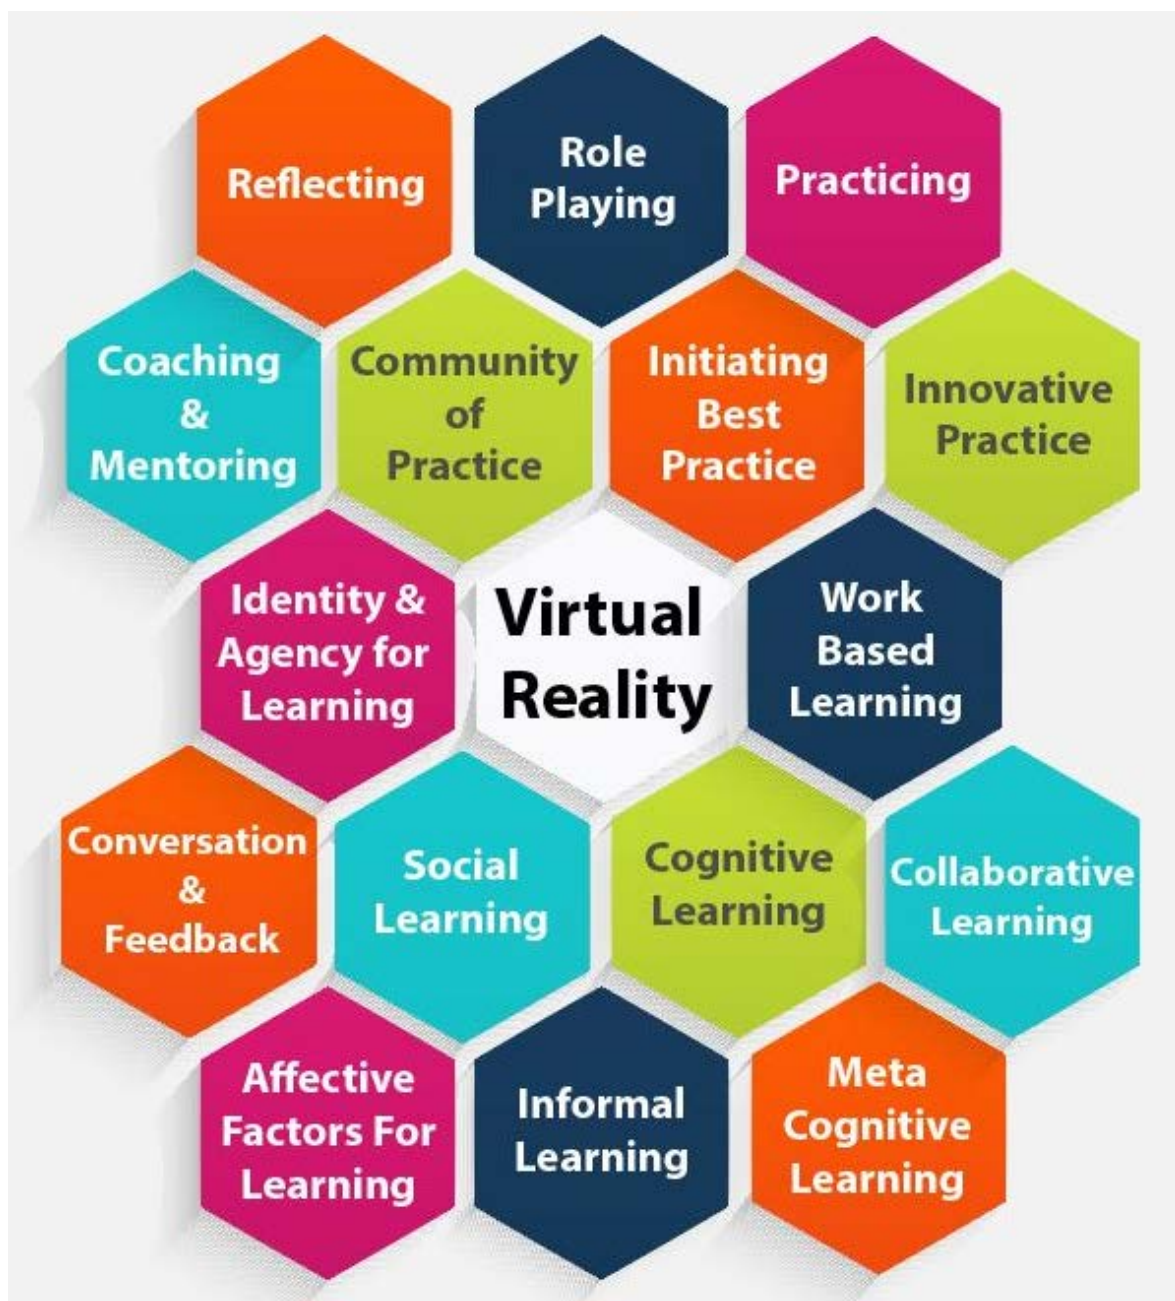 Reflecting
Role
Playing
Practicing
Coaching
&
Mentoring
Community
of
Practice
Initiating
Best
Practice
Innovative
Practice
Identity &
Agency for
Learning
Virtual
Reality
Work
Based
Learning
Conversation
&
Feedback
Social
Learning
Cognitive
Learning
Collaborative
Learning
Affective
Factors For
Learning
Informal
Learning
Meta
Cognitive
Learning